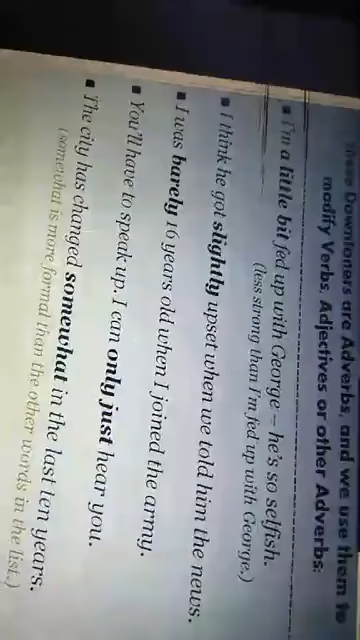 These Downtoners are Adverbs, and we use them to
modify Verbs, Adjectives or other Adverbs:
■ I'm a little bit fed up with George – he's so selfish.
(less strong than I'm fed up with George.)
■ I think he got slightly upset when we told him the news.
■ I was barely 16 years old when I joined the army.
■ You'll have to speak up. I can only just hear you.
■ The city has changed somewhat in the last ten years.
(somewhat is more formal than the other words in the list.)